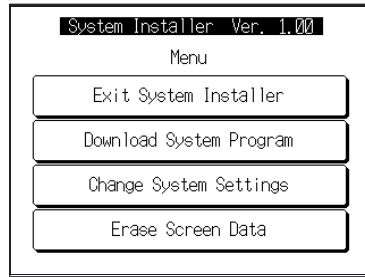 System Installer Ver. 1.00
Menu
Exit System Installer
Download System Program
Change System Settings
Erase Screen Data